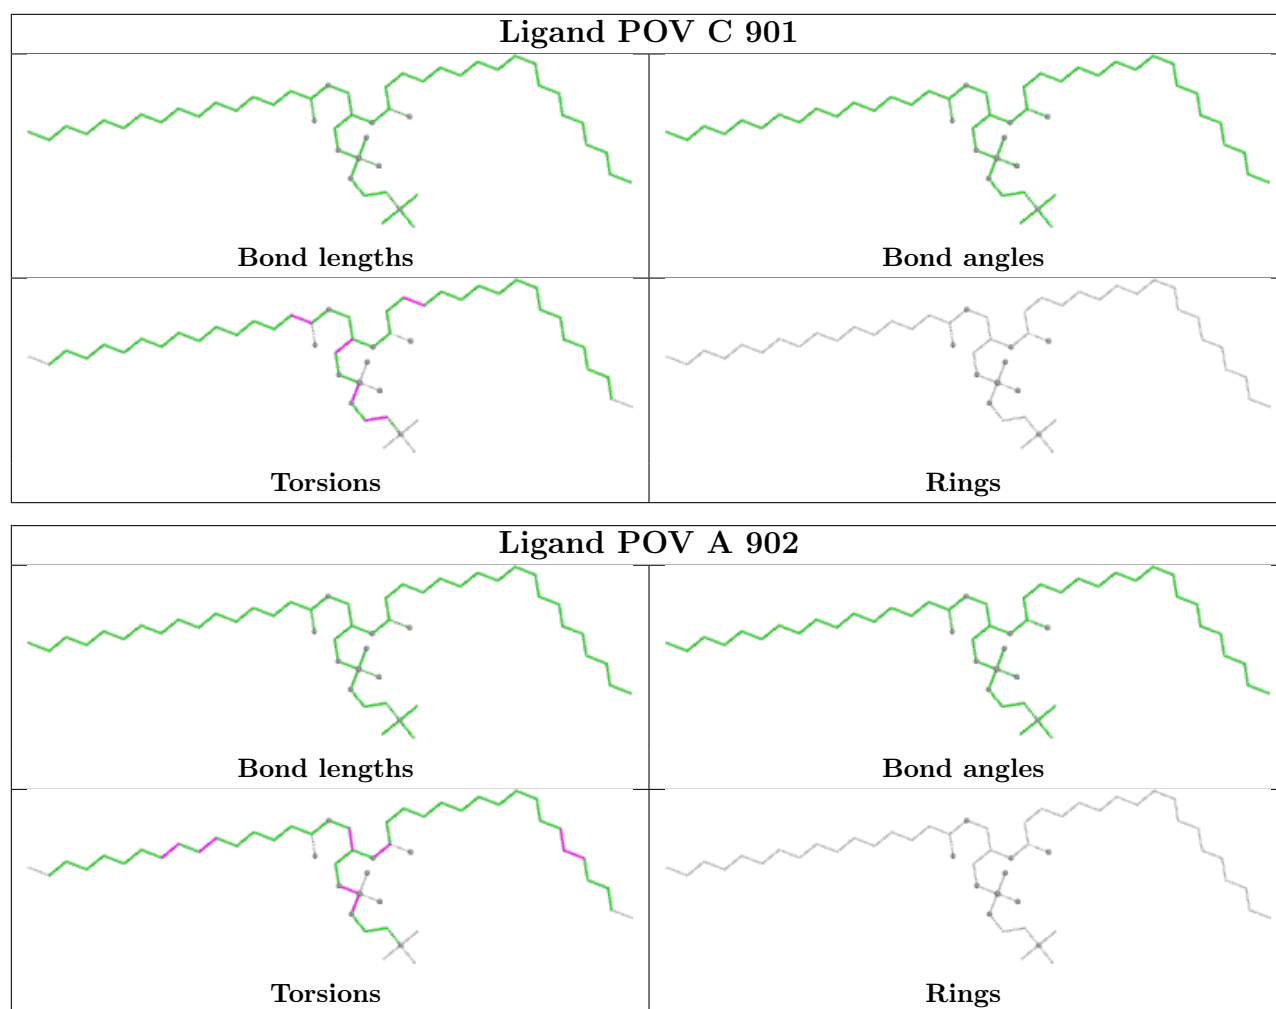 Ligand POV C 901
Bond lengths
Bond angles
Torsions
Rings
Ligand POV A 902
Bond lengths
Bond angles
Torsions
Rings